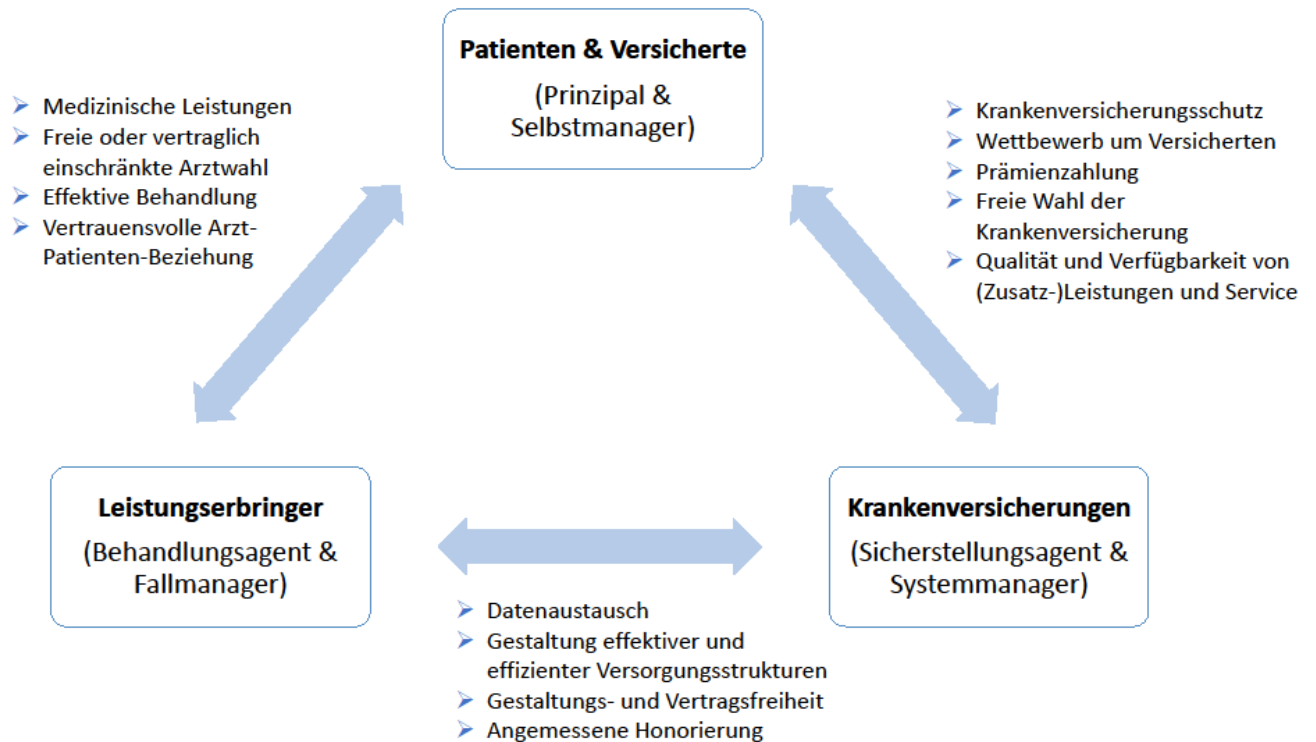 Patienten & Versicherte
(Prinzipal &
Selbstmanager)
➢ Medizinische Leistungen
➢ Freie oder vertraglich
einschränkte Arztwahl
➢ Effektive Behandlung
➢ Vertrauensvolle Arzt-
Patienten-Beziehung
➢ Krankenversicherungsschutz
➢ Wettbewerb um Versicherten
➢ Prämienzahlung
➢ Freie Wahl der
Krankenversicherung
➢ Qualität und Verfügbarkeit von
(Zusatz-)Leistungen und Service
Leistungserbringer
(Behandlungsagent &
Fallmanager)
Krankenversicherungen
(Sicherstellungsagent &
Systemmanager)
➢ Datenaustausch
➢ Gestaltung effektiver und
effizienter Versorgungsstrukturen
➢ Gestaltungs- und Vertragsfreiheit
➢ Angemessene Honorierung